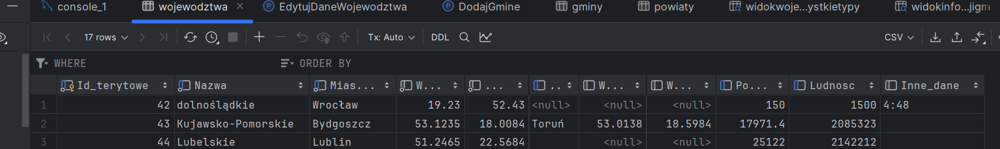 console_1 wojewodztwa EdytujDaneWojewodztwa DodajGmine gminy powiaty widokwoje...ystkietypy widokinfo...jigm
17 rows Tx: Auto DDL CSV
WHERE ORDER BY
Id_terytowe Nazwa Mias... W... ... .. W... W... Po... Ludnosc Inne_dane
1 42 dolnoślądkie Wrocław 19.23 52.43 <null> <null> <null> 150 1500 4:48
2 43 Kujawsko-Pomorskie Bydgoszcz 53.1235 18.0084 Toruń 53.0138 18.5984 17971.4 2085323
3 44 Lubelskie Lublin 51.2465 22.5684 <null> <null> 25122 2142212